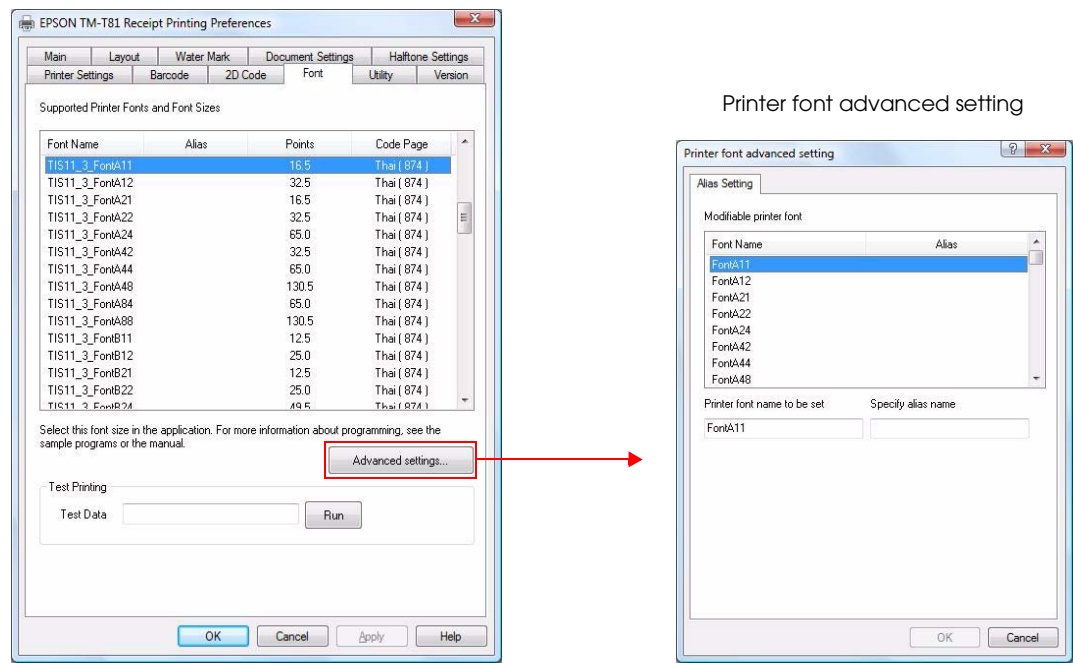 EPSON TM-T81 Receipt Printing Preferences
Main Layout Water Mark Document Settings Halftone Settings
Printer Settings Barcode 2D Code Font Utility Version
Supported Printer Fonts and Font Sizes
Font Name Alias Points Code Page
TIS11_3_FontA11 16.5 Thai ( 874 )
TIS11_3_FontA12 32.5 Thai ( 874 )
TIS11_3_FontA21 16.5 Thai ( 874 )
TIS11_3_FontA22 32.5 Thai ( 874 )
TIS11_3_FontA24 65.0 Thai ( 874 )
TIS11_3_FontA42 32.5 Thai ( 874 )
TIS11_3_FontA44 65.0 Thai ( 874 )
TIS11_3_FontA48 130.5 Thai ( 874 )
TIS11_3_FontA84 65.0 Thai ( 874 )
TIS11_3_FontA88 130.5 Thai ( 874 )
TIS11_3_FontB11 12.5 Thai ( 874 )
TIS11_3_FontB12 25.0 Thai ( 874 )
TIS11_3_FontB21 12.5 Thai ( 874 )
TIS11_3_FontB22 25.0 Thai ( 874 )
TIS11_3_FontB24 49.5 Thai ( 874 )
Select this font size in the application. For more information about programming, see the
sample programs or the manual.
Advanced settings...
Test Printing
Test Data Run
OK Cancel Apply Help
Printer font advanced setting
Printer font advanced setting
Alias Setting
Modifiable printer font
Font Name Alias
FontA11
FontA12
FontA21
FontA22
FontA24
FontA42
FontA44
FontA48
Printer font name to be set Specify alias name
FontA11
OK Cancel